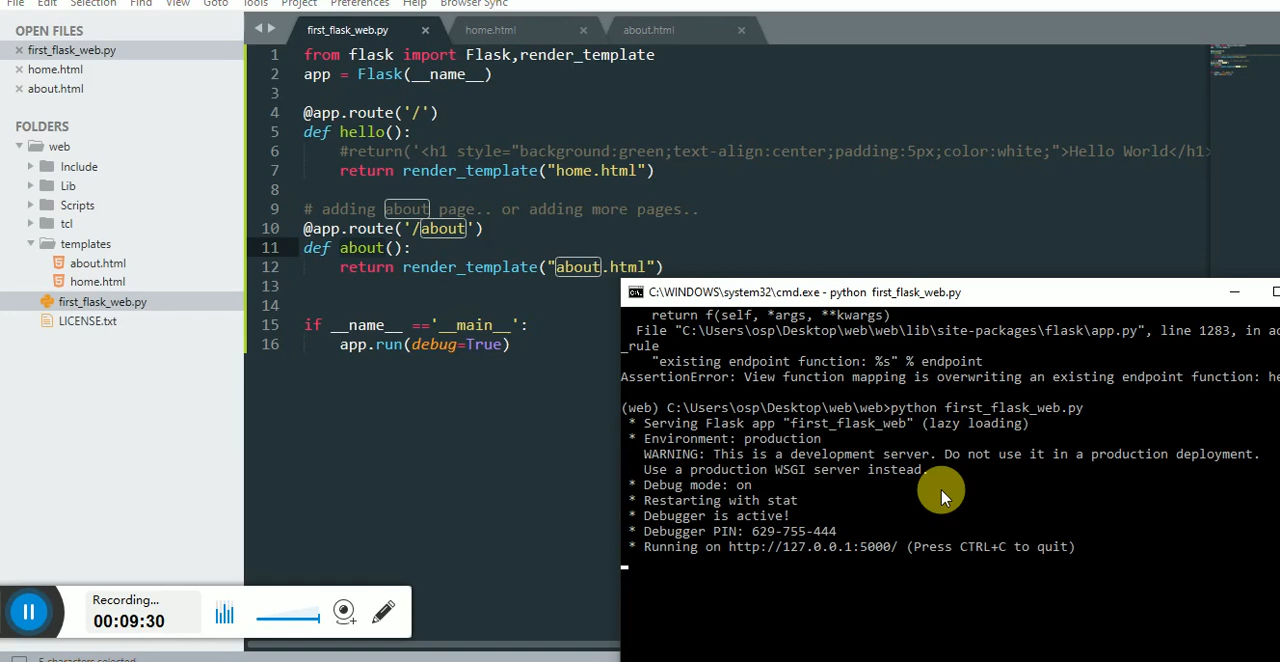 File Edit Selection Find View Goto Tools Project Preferences Help Browser Sync
OPEN FILES
first_flask_web.py
home.html
about.html
FOLDERS
web
Include
Lib
Scripts
tcl
templates
about.html
home.html
first_flask_web.py
LICENSE.txt
first_flask_web.py home.html about.html
1 from flask import Flask,render_template
2 app = Flask(__name__)
3
4 @app.route('/')
5 def hello():
6 #return('<h1 style="background:green;text-align:center;padding:5px;color:white;">Hello World</h1>
7 return render_template("home.html")
8
9 # adding about page.. or adding more pages..
10 @app.route('/about')
11 def about():
12 return render_template("about.html")
13
14
15 if __name__ =='__main__':
16 app.run(debug=True)
C:\WINDOWS\system32\cmd.exe - python first_flask_web.py
return f(self, *args, **kwargs)
File "C:\Users\osp\Desktop\web\web\lib\site-packages\flask\app.py", line 1283, in ad
_rule
"existing endpoint function: %s" % endpoint
AssertionError: View function mapping is overwriting an existing endpoint function: he
(web) C:\Users\osp\Desktop\web\web>python first_flask_web.py
* Serving Flask app "first_flask_web" (lazy loading)
* Environment: production
WARNING: This is a development server. Do not use it in a production deployment.
Use a production WSGI server instead.
* Debug mode: on
* Restarting with stat
* Debugger is active!
* Debugger PIN: 629-755-444
* Running on http://127.0.0.1:5000/ (Press CTRL+C to quit)
Recording...
00:09:30
5 characters selected